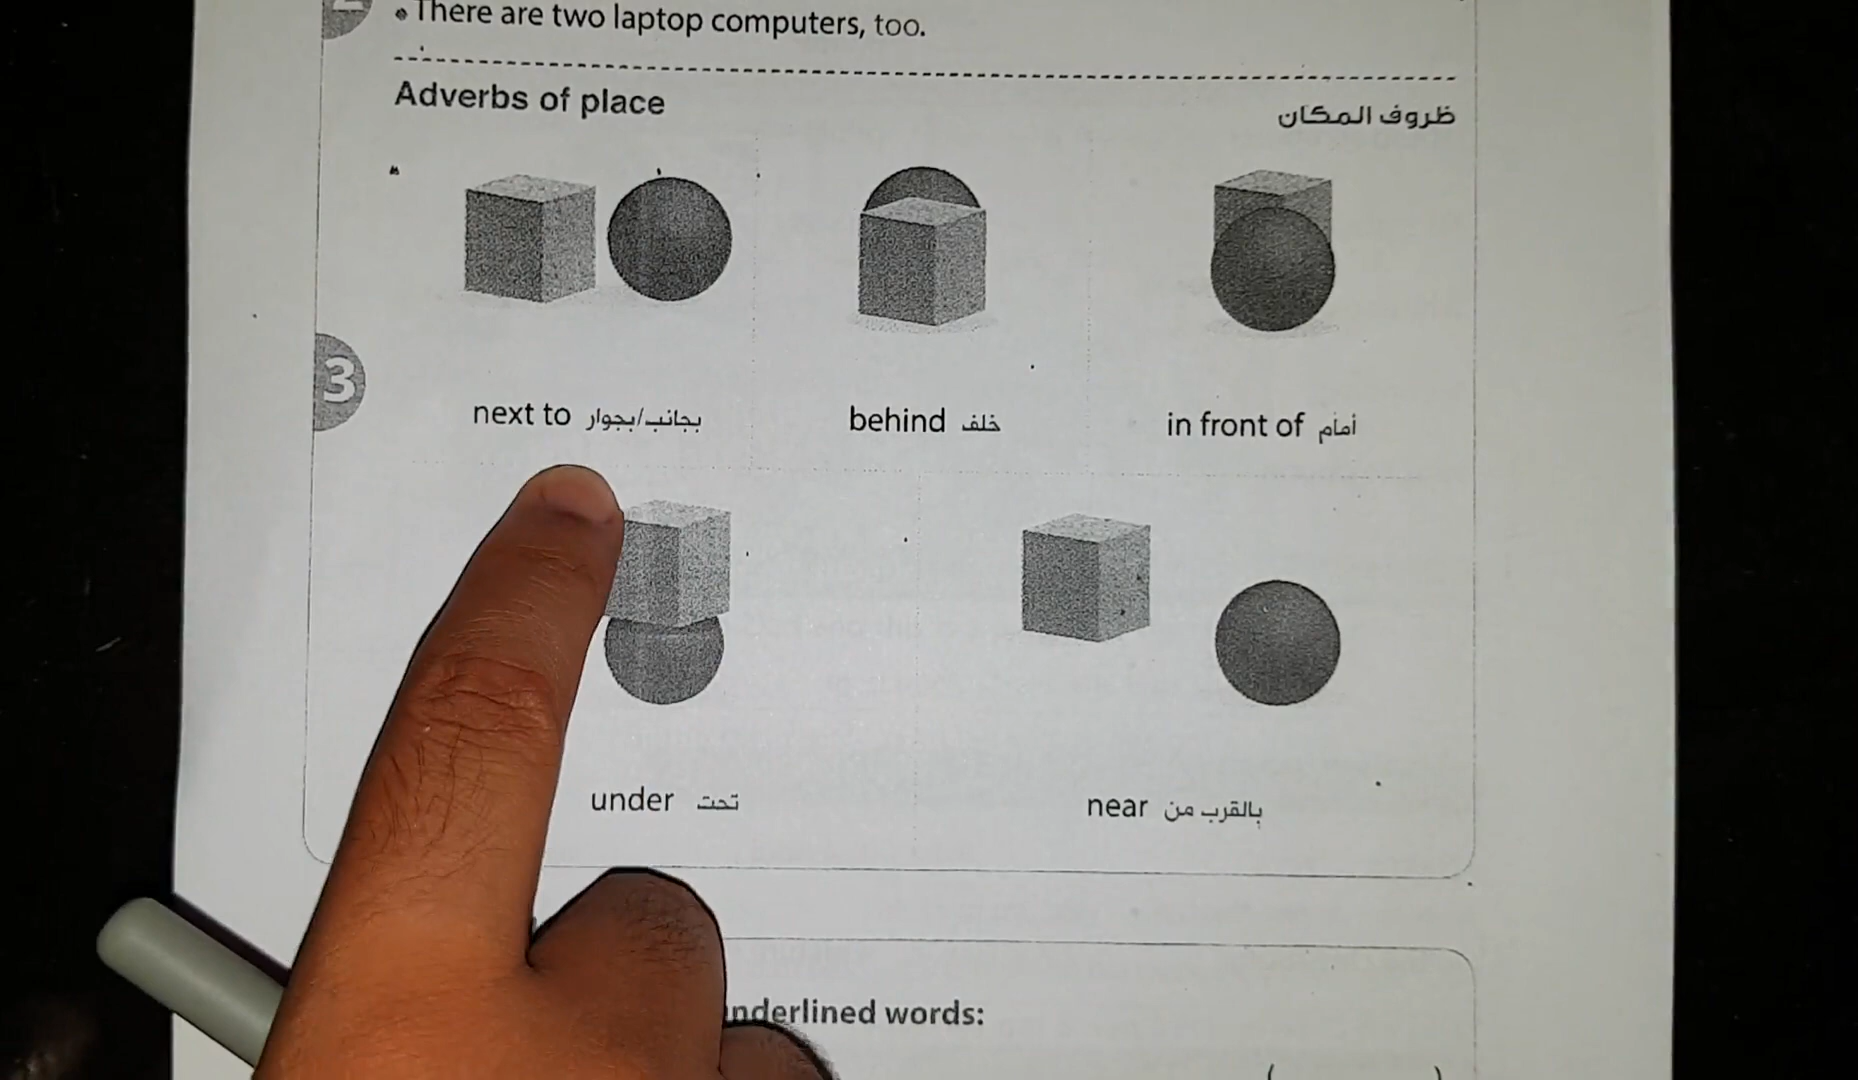 • There are two laptop computers, too.
Adverbs of place ظروف المكان
3
next to بجانب/بجوار
behind خلف
in front of أمام
under تحت
near بالقرب من
words:
( )